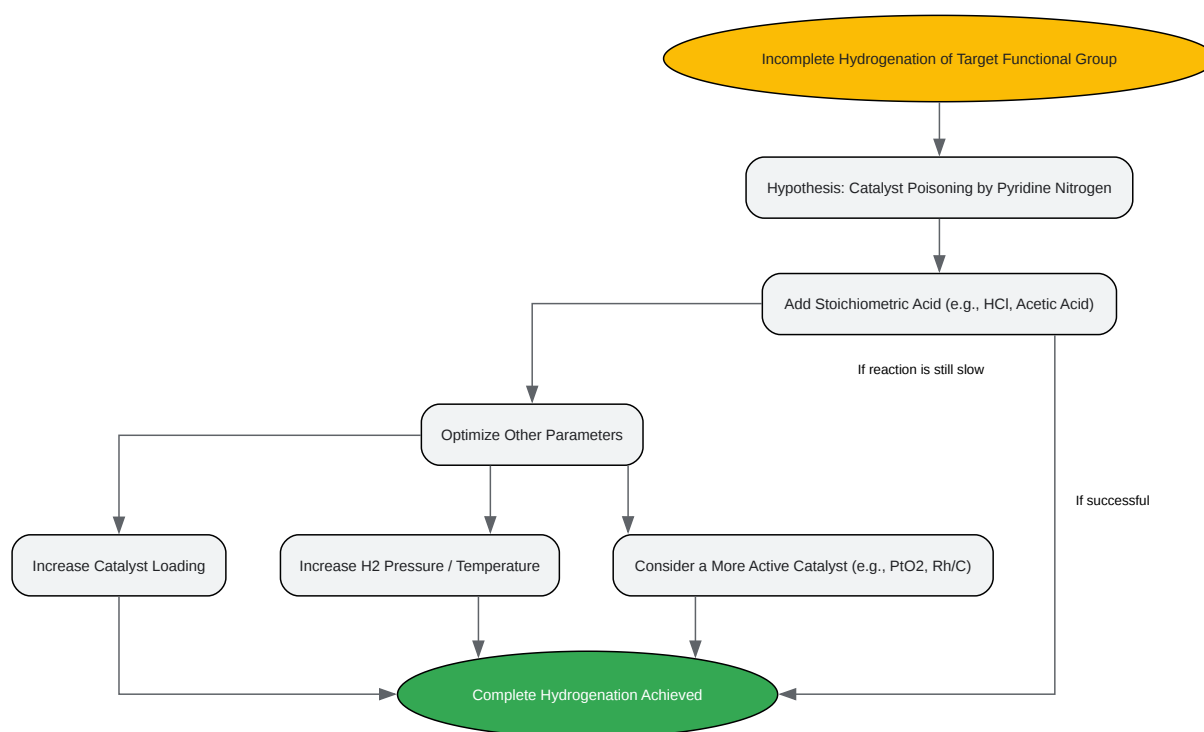 Incomplete Hydrogenation of Target Functional Group
Hypothesis: Catalyst Poisoning by Pyridine Nitrogen
Add Stoichiometric Acid (e.g., HCl, Acetic Acid)
If reaction is still slow
Optimize Other Parameters
If successful
Increase Catalyst Loading
Increase H2 Pressure / Temperature
Consider a More Active Catalyst (e.g., PtO2, Rh/C)
Complete Hydrogenation Achieved